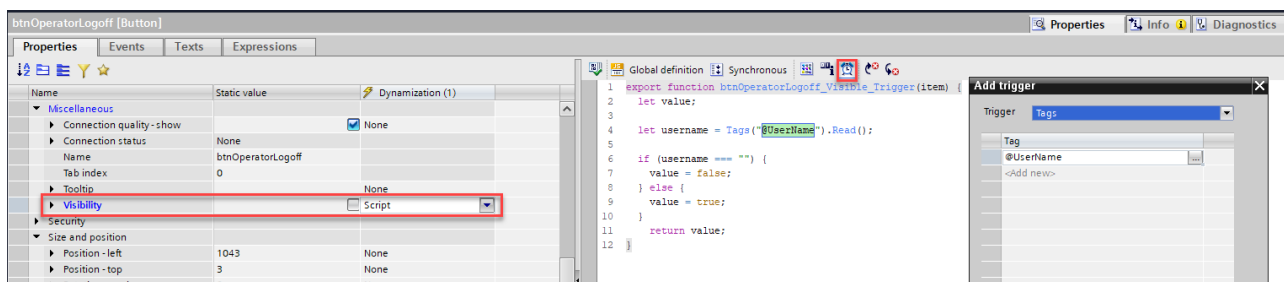 btnOperatorLogoff [Button]
Properties Info Diagnostics
Properties Events Texts Expressions
Global definition Synchronous
Name Static value Dynamization (1)
Miscellaneous
Connection quality - show None
Connection status None
Name btnOperatorLogoff
Tab index 0
Tooltip None
Visibility Script
Security
Size and position
Position - left 1043 None
Position - top 3 None
1 export function btnOperatorLogoff_Visible_Trigger(item) {
2 let value;
3
4 let username = Tags("@UserName").Read();
5
6 if (username === "") {
7 value = false;
8 } else {
9 value = true;
10 }
11 return value;
12 }
Add trigger X
Trigger Tags
Tag
@UserName ...
<Add new>